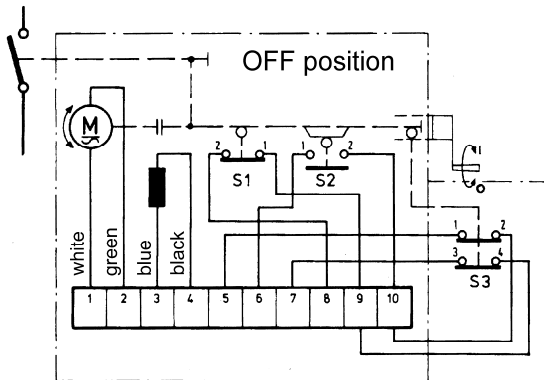 OFF position
M
I
2 1 1 2
S1 S2
O
white green blue black
1 2
3 4
S3
1 2 3 4 5 6 7 8 9 10